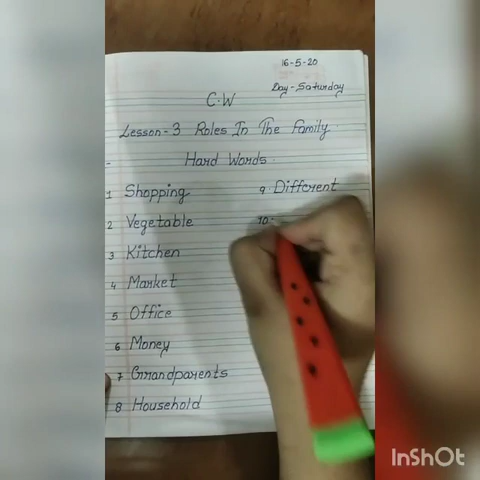 16-5-20
Day - Saturday
C.W
Lesson - 3 Roles In The Family
Hard Words
1 Shopping
2 Vegetable
3 Kitchen
4 Market
5 Office
6 Money
7 Grandparents
8 Household
9 Different
10
InShOt